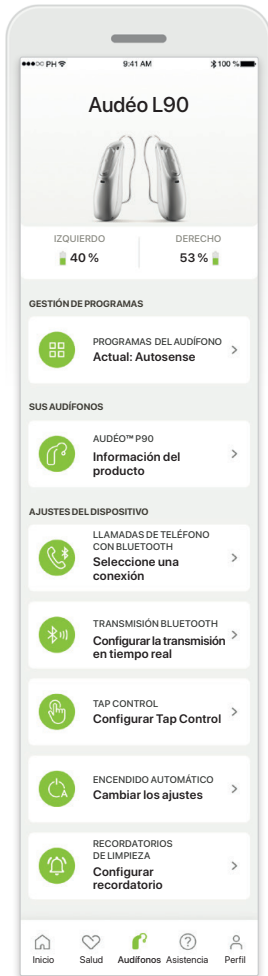 PH 9:41 AM 100 %
Audéo L90
IZQUIERDO DERECHO
40 % 53 %
GESTIÓN DE PROGRAMAS
PROGRAMAS DEL AUDÍFONO
Actual: Autosense
SUS AUDÍFONOS
AUDÉO™ P90
Información del
producto
AJUSTES DEL DISPOSITIVO
LLAMADAS DE TELÉFONO
CON BLUETOOTH
Seleccione una
conexión
TRANSMISIÓN BLUETOOTH
Configurar la transmisión
en tiempo real
TAP CONTROL
Configurar Tap Control
ENCENDIDO AUTOMÁTICO
Cambiar los ajustes
RECORDATORIOS
DE LIMPIEZA
Configurar
recordatorio
Inicio Salud Audífonos Asistencia Perfil